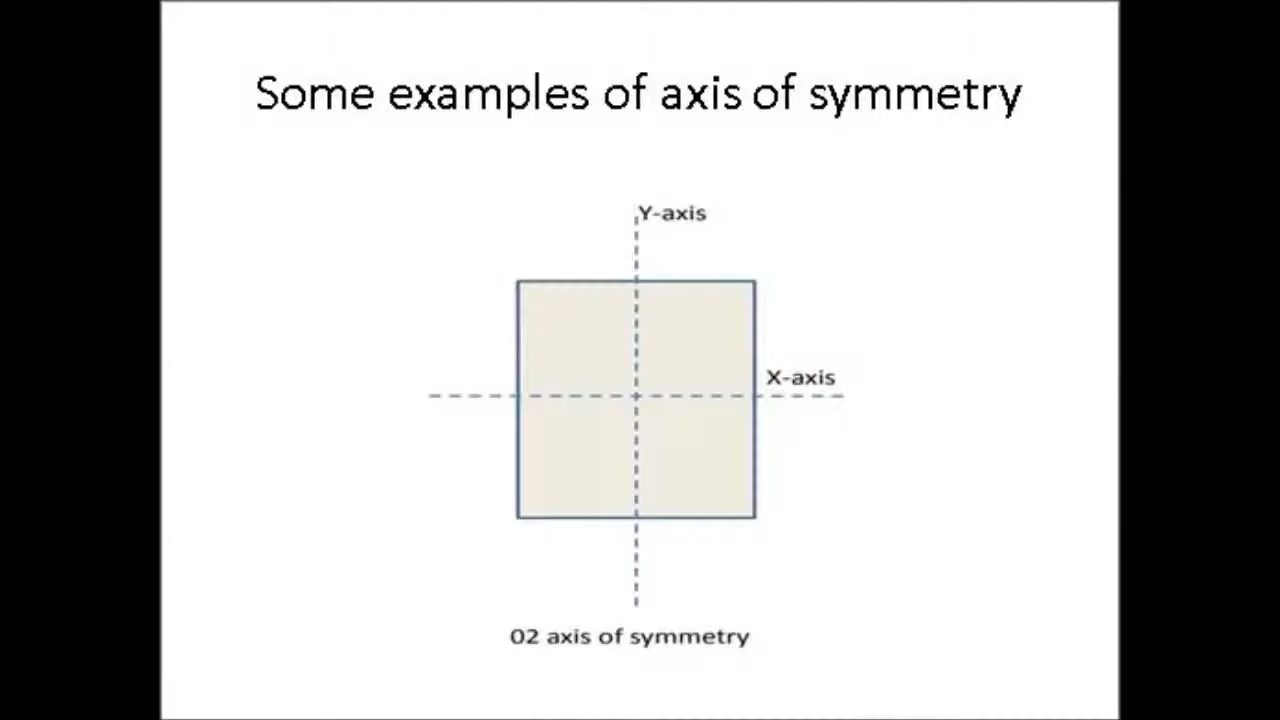 Some examples of axis of symmetry
Y-axis
X-axis
02 axis of symmetry